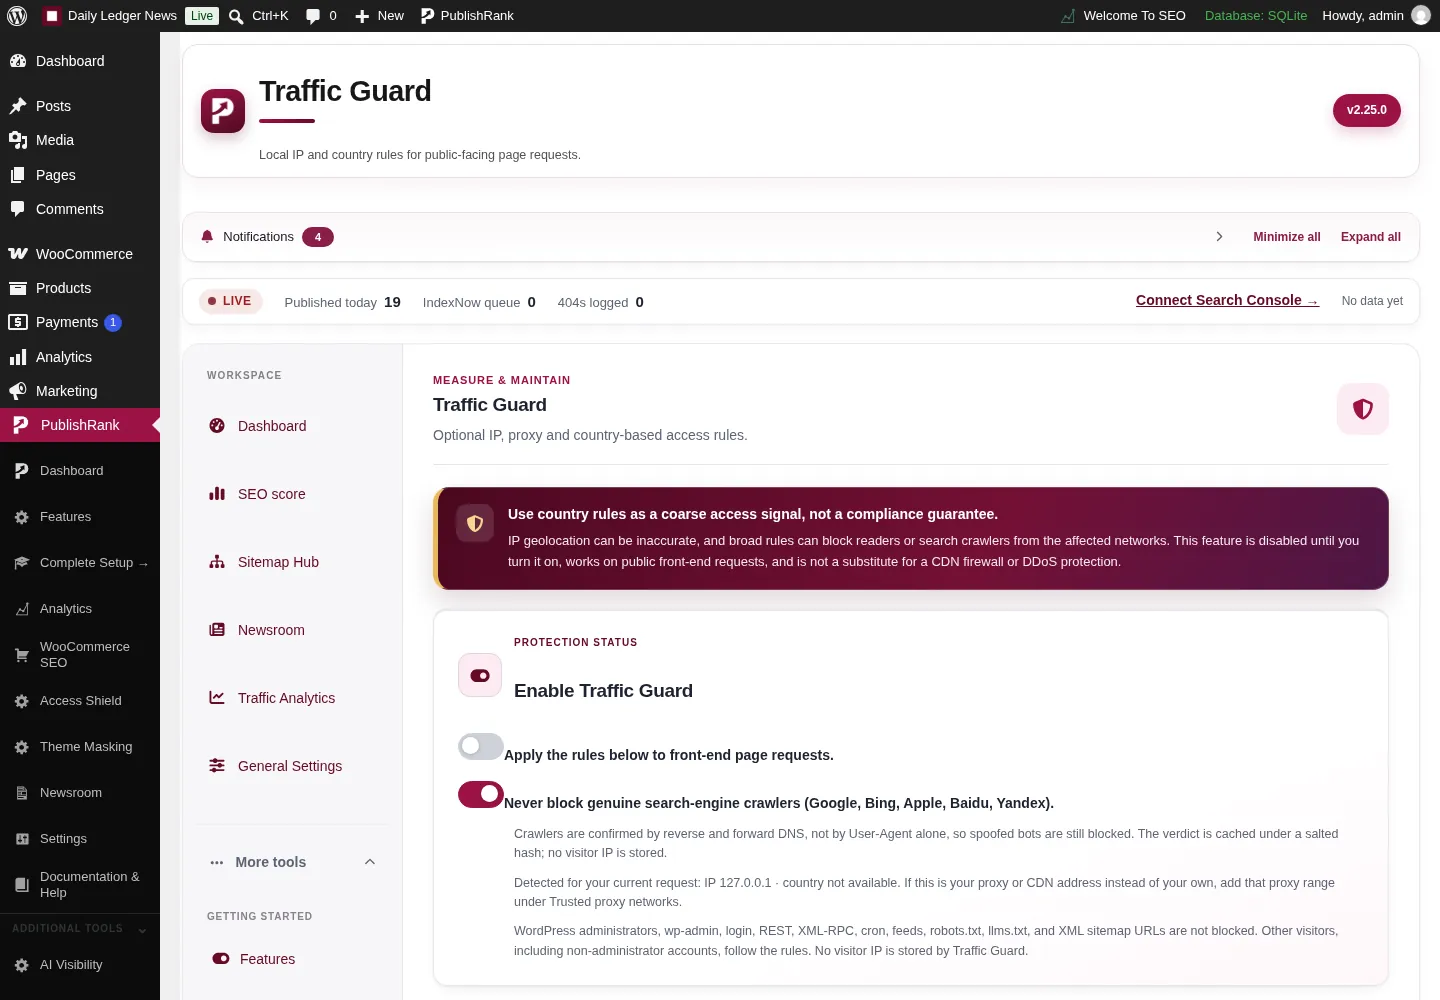 Daily Ledger News Live Ctrl+K 0 New PublishRank Welcome To SEO Database: SQLite Howdy, admin
Dashboard
Posts
Media
Pages
Comments
WooCommerce
Products
Payments 1
Analytics
Marketing
PublishRank
Dashboard
Features
Complete Setup →
Analytics
WooCommerce
SEO
Access Shield
Theme Masking
Newsroom
Settings
Documentation &
Help
ADDITIONAL TOOLS
AI Visibility
Traffic Guard
Local IP and country rules for public-facing page requests.
v2.25.0
Notifications 4 Minimize all Expand all
LIVE Published today 19 IndexNow queue 0 404s logged 0 Connect Search Console → No data yet
WORKSPACE
Dashboard
SEO score
Sitemap Hub
Newsroom
Traffic Analytics
General Settings
More tools
GETTING STARTED
Features
MEASURE & MAINTAIN
Traffic Guard
Optional IP, proxy and country-based access rules.
Use country rules as a coarse access signal, not a compliance guarantee.
IP geolocation can be inaccurate, and broad rules can block readers or search crawlers from the affected networks. This feature is disabled until you
turn it on, works on public front-end requests, and is not a substitute for a CDN firewall or DDoS protection.
PROTECTION STATUS
Enable Traffic Guard
Apply the rules below to front-end page requests.
Never block genuine search-engine crawlers (Google, Bing, Apple, Baidu, Yandex).
Crawlers are confirmed by reverse and forward DNS, not by User-Agent alone, so spoofed bots are still blocked. The verdict is cached under a salted
hash; no visitor IP is stored.
Detected for your current request: IP 127.0.0.1 · country not available. If this is your proxy or CDN address instead of your own, add that proxy range
under Trusted proxy networks.
WordPress administrators, wp-admin, login, REST, XML-RPC, cron, feeds, robots.txt, llms.txt, and XML sitemap URLs are not blocked. Other visitors,
including non-administrator accounts, follow the rules. No visitor IP is stored by Traffic Guard.